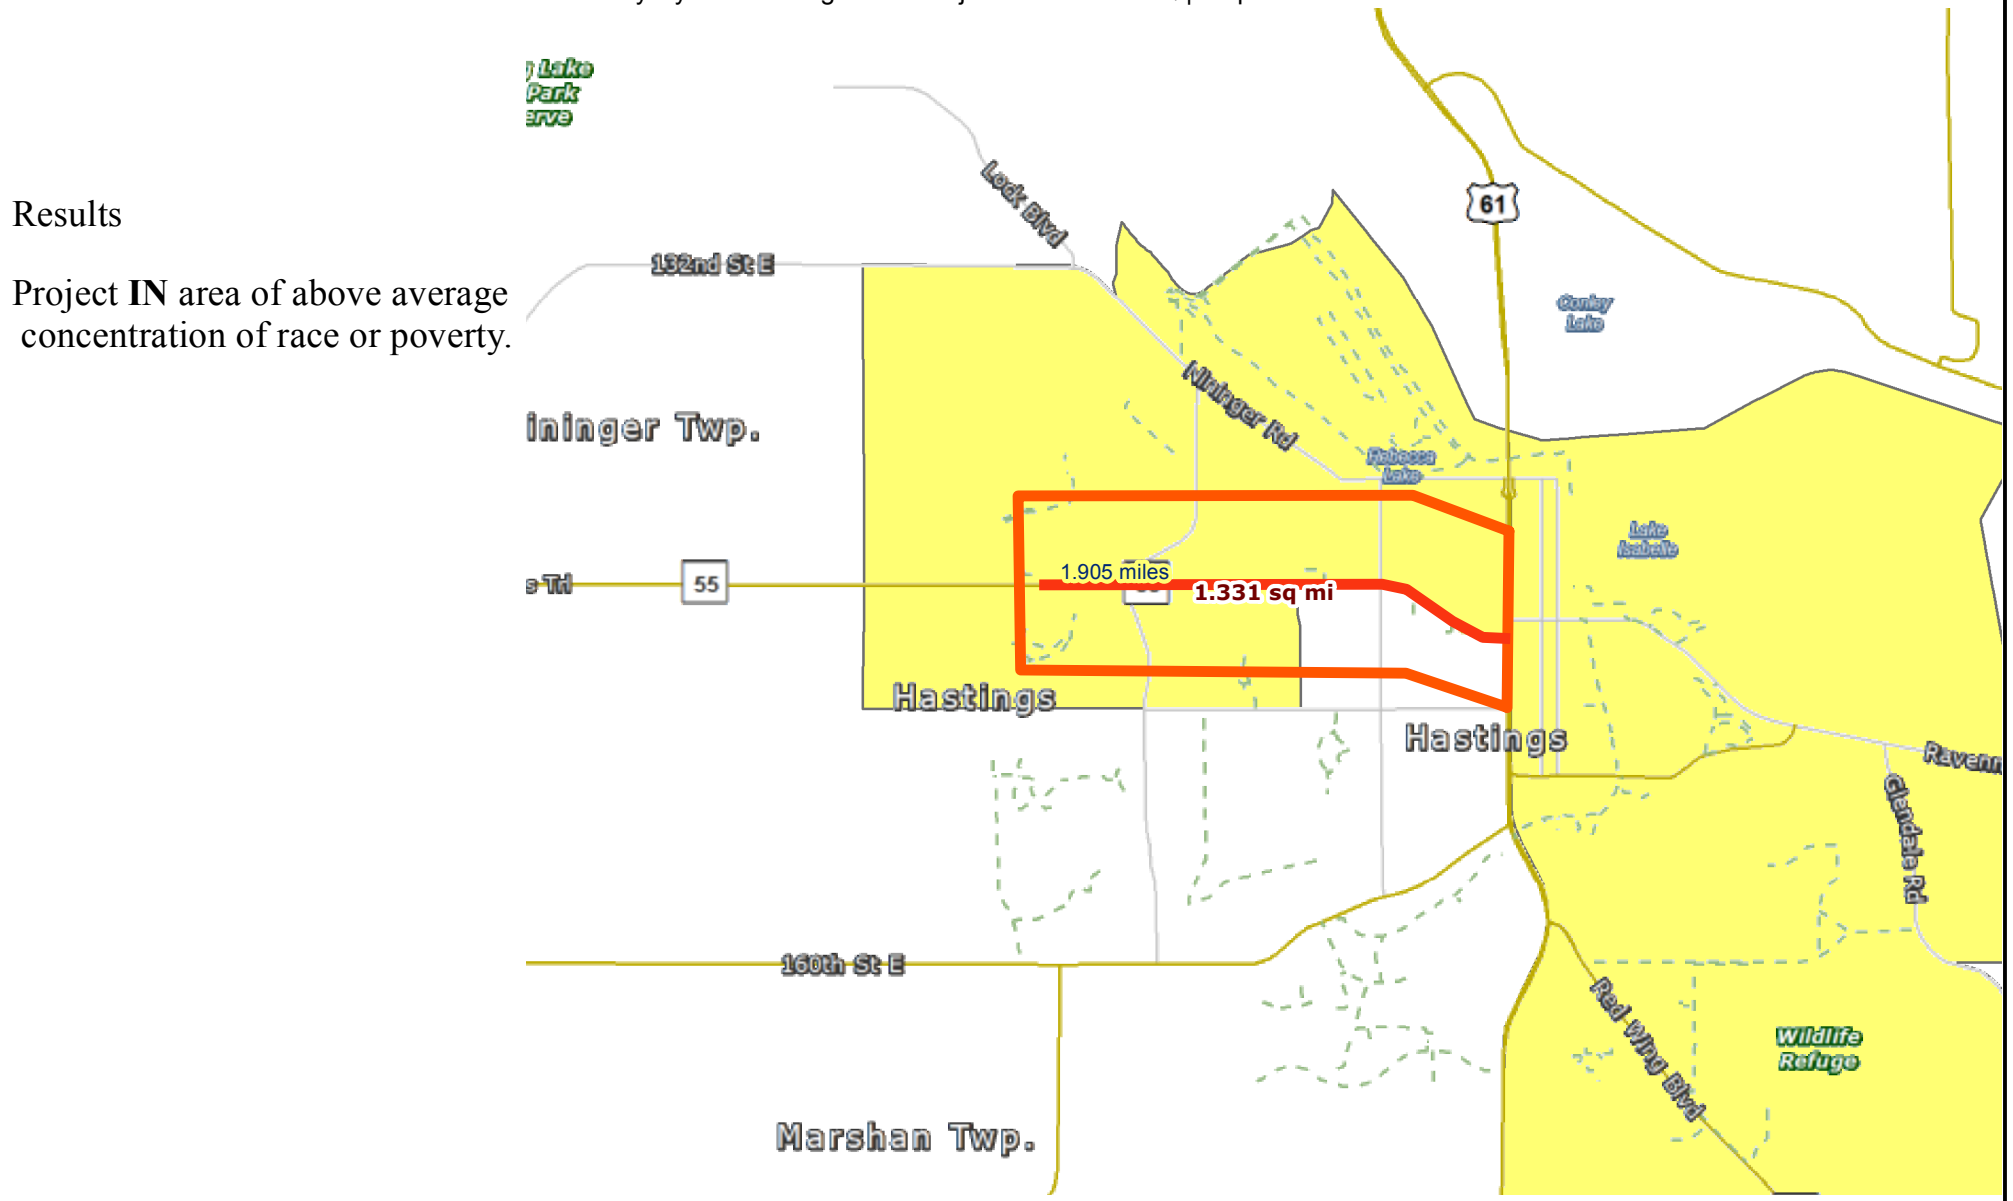 Results
Project IN area of above average
concentration of race or poverty.
Lake
Park
Lock Blvd
132nd St E
61
Conley
Lake
Nininger Rd
ininger Twp.
Rebecca
Lake
Lake
Isabelle
s Trl
55
1.905 miles
1.331 sq mi
Hastings
Hastings
Ravenn
Glendale Rd
160th St E
Red Wing Blvd
Wildlife
Refuge
Marshan Twp.